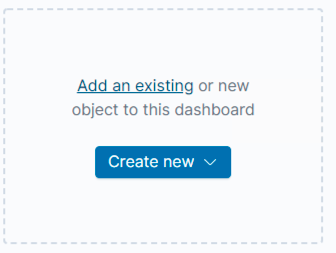 Add an existing or new
object to this dashboard
Create new